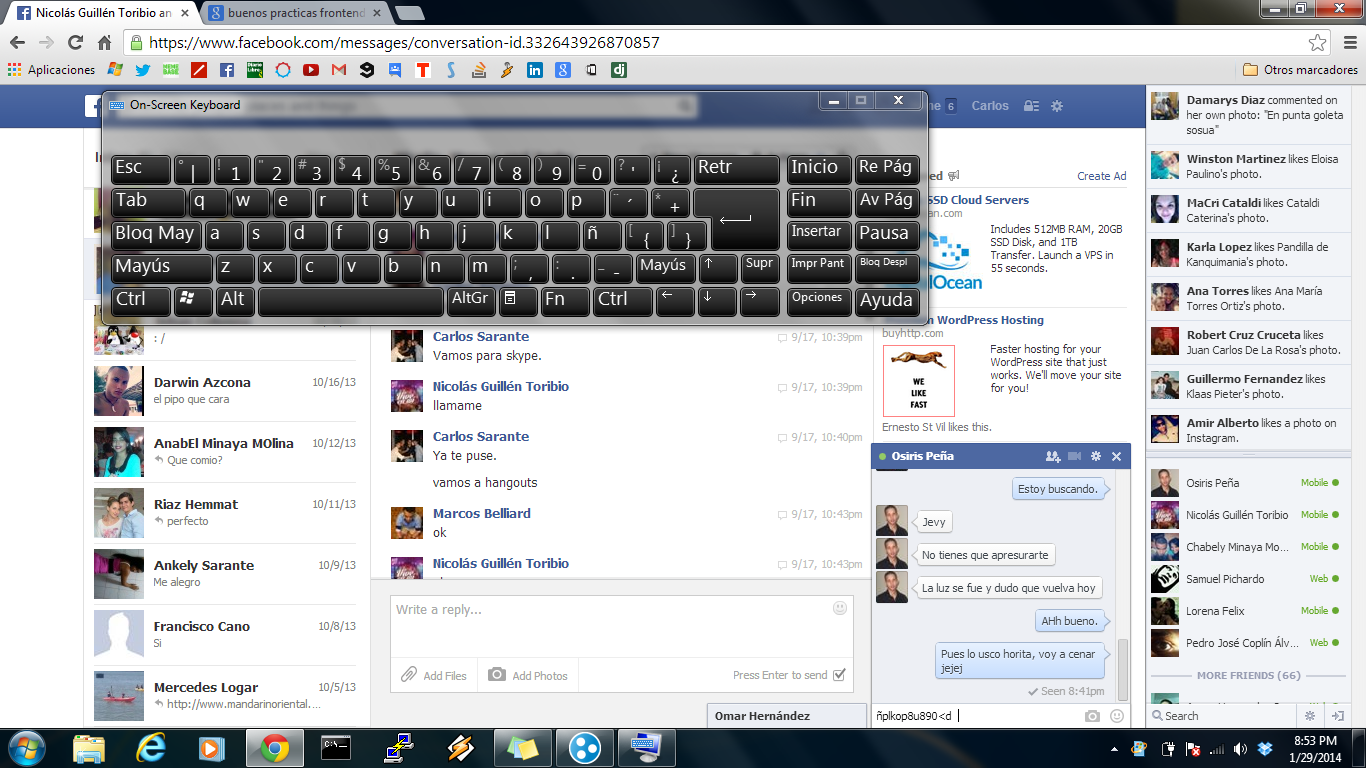 Nicolás Guillén Toribio an
buenos practicas frontend
https://www.facebook.com/messages/conversation-id.332643926870857
Aplicaciones
Otros marcadores
On-Screen Keyboard
6
Carlos
Esc ° | ! 1 " 2 # 3 $ 4 % 5 & 6 / 7 ( 8 ) 9 = 0 ? ' ¡ ¿ Retr Inicio Re Pág
Tab q w e r t y u i o p ¨ ´ * + Fin Av Pág
Bloq May a s d f g h j k l ñ [ { ] } Insertar Pausa
Mayús z x c v b n m ; , : . _ - Mayús ↑ Supr Impr Pant Bloq Despl
Ctrl Alt AltGr Fn Ctrl ← ↓ → Opciones Ayuda
: /
Darwin Azcona 10/16/13
el pipo que cara
AnabEl Minaya MOlina 10/12/13
Que comio?
Riaz Hemmat 10/11/13
perfecto
Ankely Sarante 10/9/13
Me alegro
Francisco Cano 10/8/13
Si
Mercedes Logar 10/5/13
http://www.mandarinoriental....
Carlos Sarante 9/17, 10:39pm
Vamos para skype.
Nicolás Guillén Toribio 9/17, 10:39pm
llamame
Carlos Sarante 9/17, 10:40pm
Ya te puse.
vamos a hangouts
Marcos Belliard 9/17, 10:43pm
ok
Nicolás Guillén Toribio 9/17, 10:43pm
Write a reply...
Add Files Add Photos Press Enter to send
Omar Hernández
Create Ad
SSD Cloud Servers
Includes 512MB RAM, 20GB
SSD Disk, and 1TB
Transfer. Launch a VPS in
55 seconds.
WordPress Hosting
buyhttp.com
WE
LIKE
FAST
Faster hosting for your
WordPress site that just
works. We'll move your site
for you!
Ernesto St Vil likes this.
Osiris Peña
Estoy buscando.
Jevy
No tienes que apresurarte
La luz se fue y dudo que vuelva hoy
AHh bueno.
Pues lo usco horita, voy a cenar
jejej
Seen 8:41pm
ñplkop8u890<d
Damarys Diaz commented on
her own photo: "En punta goleta
sosua"
Winston Martinez likes Eloisa
Paulino's photo.
MaCri Cataldi likes Cataldi
Caterina's photo.
Karla Lopez likes Pandilla de
Kanquimania's photo.
Ana Torres likes Ana María
Torres Ortiz's photo.
Robert Cruz Cruceta likes
Juan Carlos De La Rosa's photo.
Guillermo Fernandez likes
Klaas Pieter's photo.
Amir Alberto likes a photo on
Instagram.
Osiris Peña Mobile
Nicolás Guillén Toribio Mobile
Chabely Minaya Mo... Mobile
Samuel Pichardo Web
Lorena Felix Mobile
Pedro José Coplín Álv... Web
MORE FRIENDS (66)
Search
8:53 PM
1/29/2014